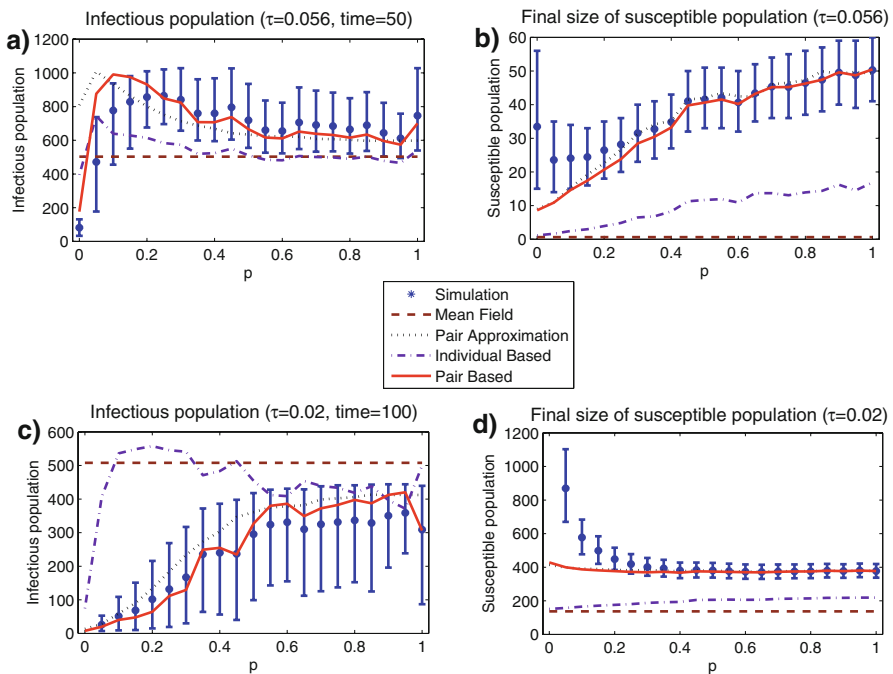 a)
Infectious population (τ=0.056, time=50)
1200
1000
800
600
400
200
0
Infectious population
0
0.2
0.4
0.6
0.8
1
p
b)
Final size of susceptible population (τ=0.056)
60
50
40
30
20
10
0
Susceptible population
0
0.2
0.4
0.6
0.8
1
p
Simulation
Mean Field
Pair Approximation
Individual Based
Pair Based
c)
Infectious population (τ=0.02, time=100)
600
500
400
300
200
100
0
Infectious population
0
0.2
0.4
0.6
0.8
1
p
d)
Final size of susceptible population (τ=0.02)
1200
1000
800
600
400
200
0
Susceptible population
0
0.2
0.4
0.6
0.8
1
p